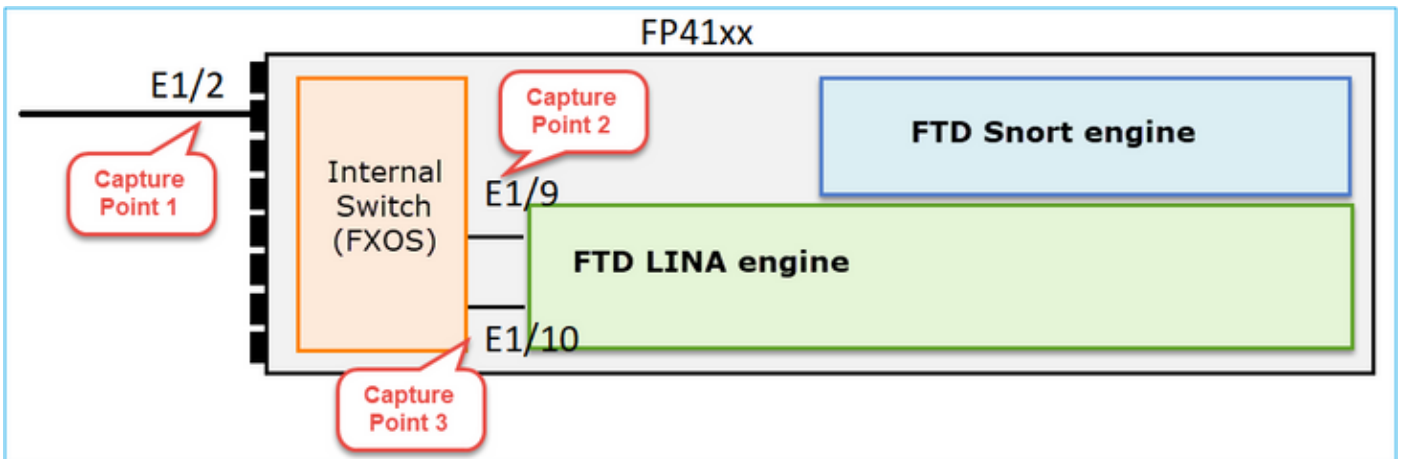 FP41xx
E1/2
Capture
Point 1
Internal
Switch
(FXOS)
Capture
Point 2
E1/9
FTD Snort engine
FTD LINA engine
E1/10
Capture
Point 3